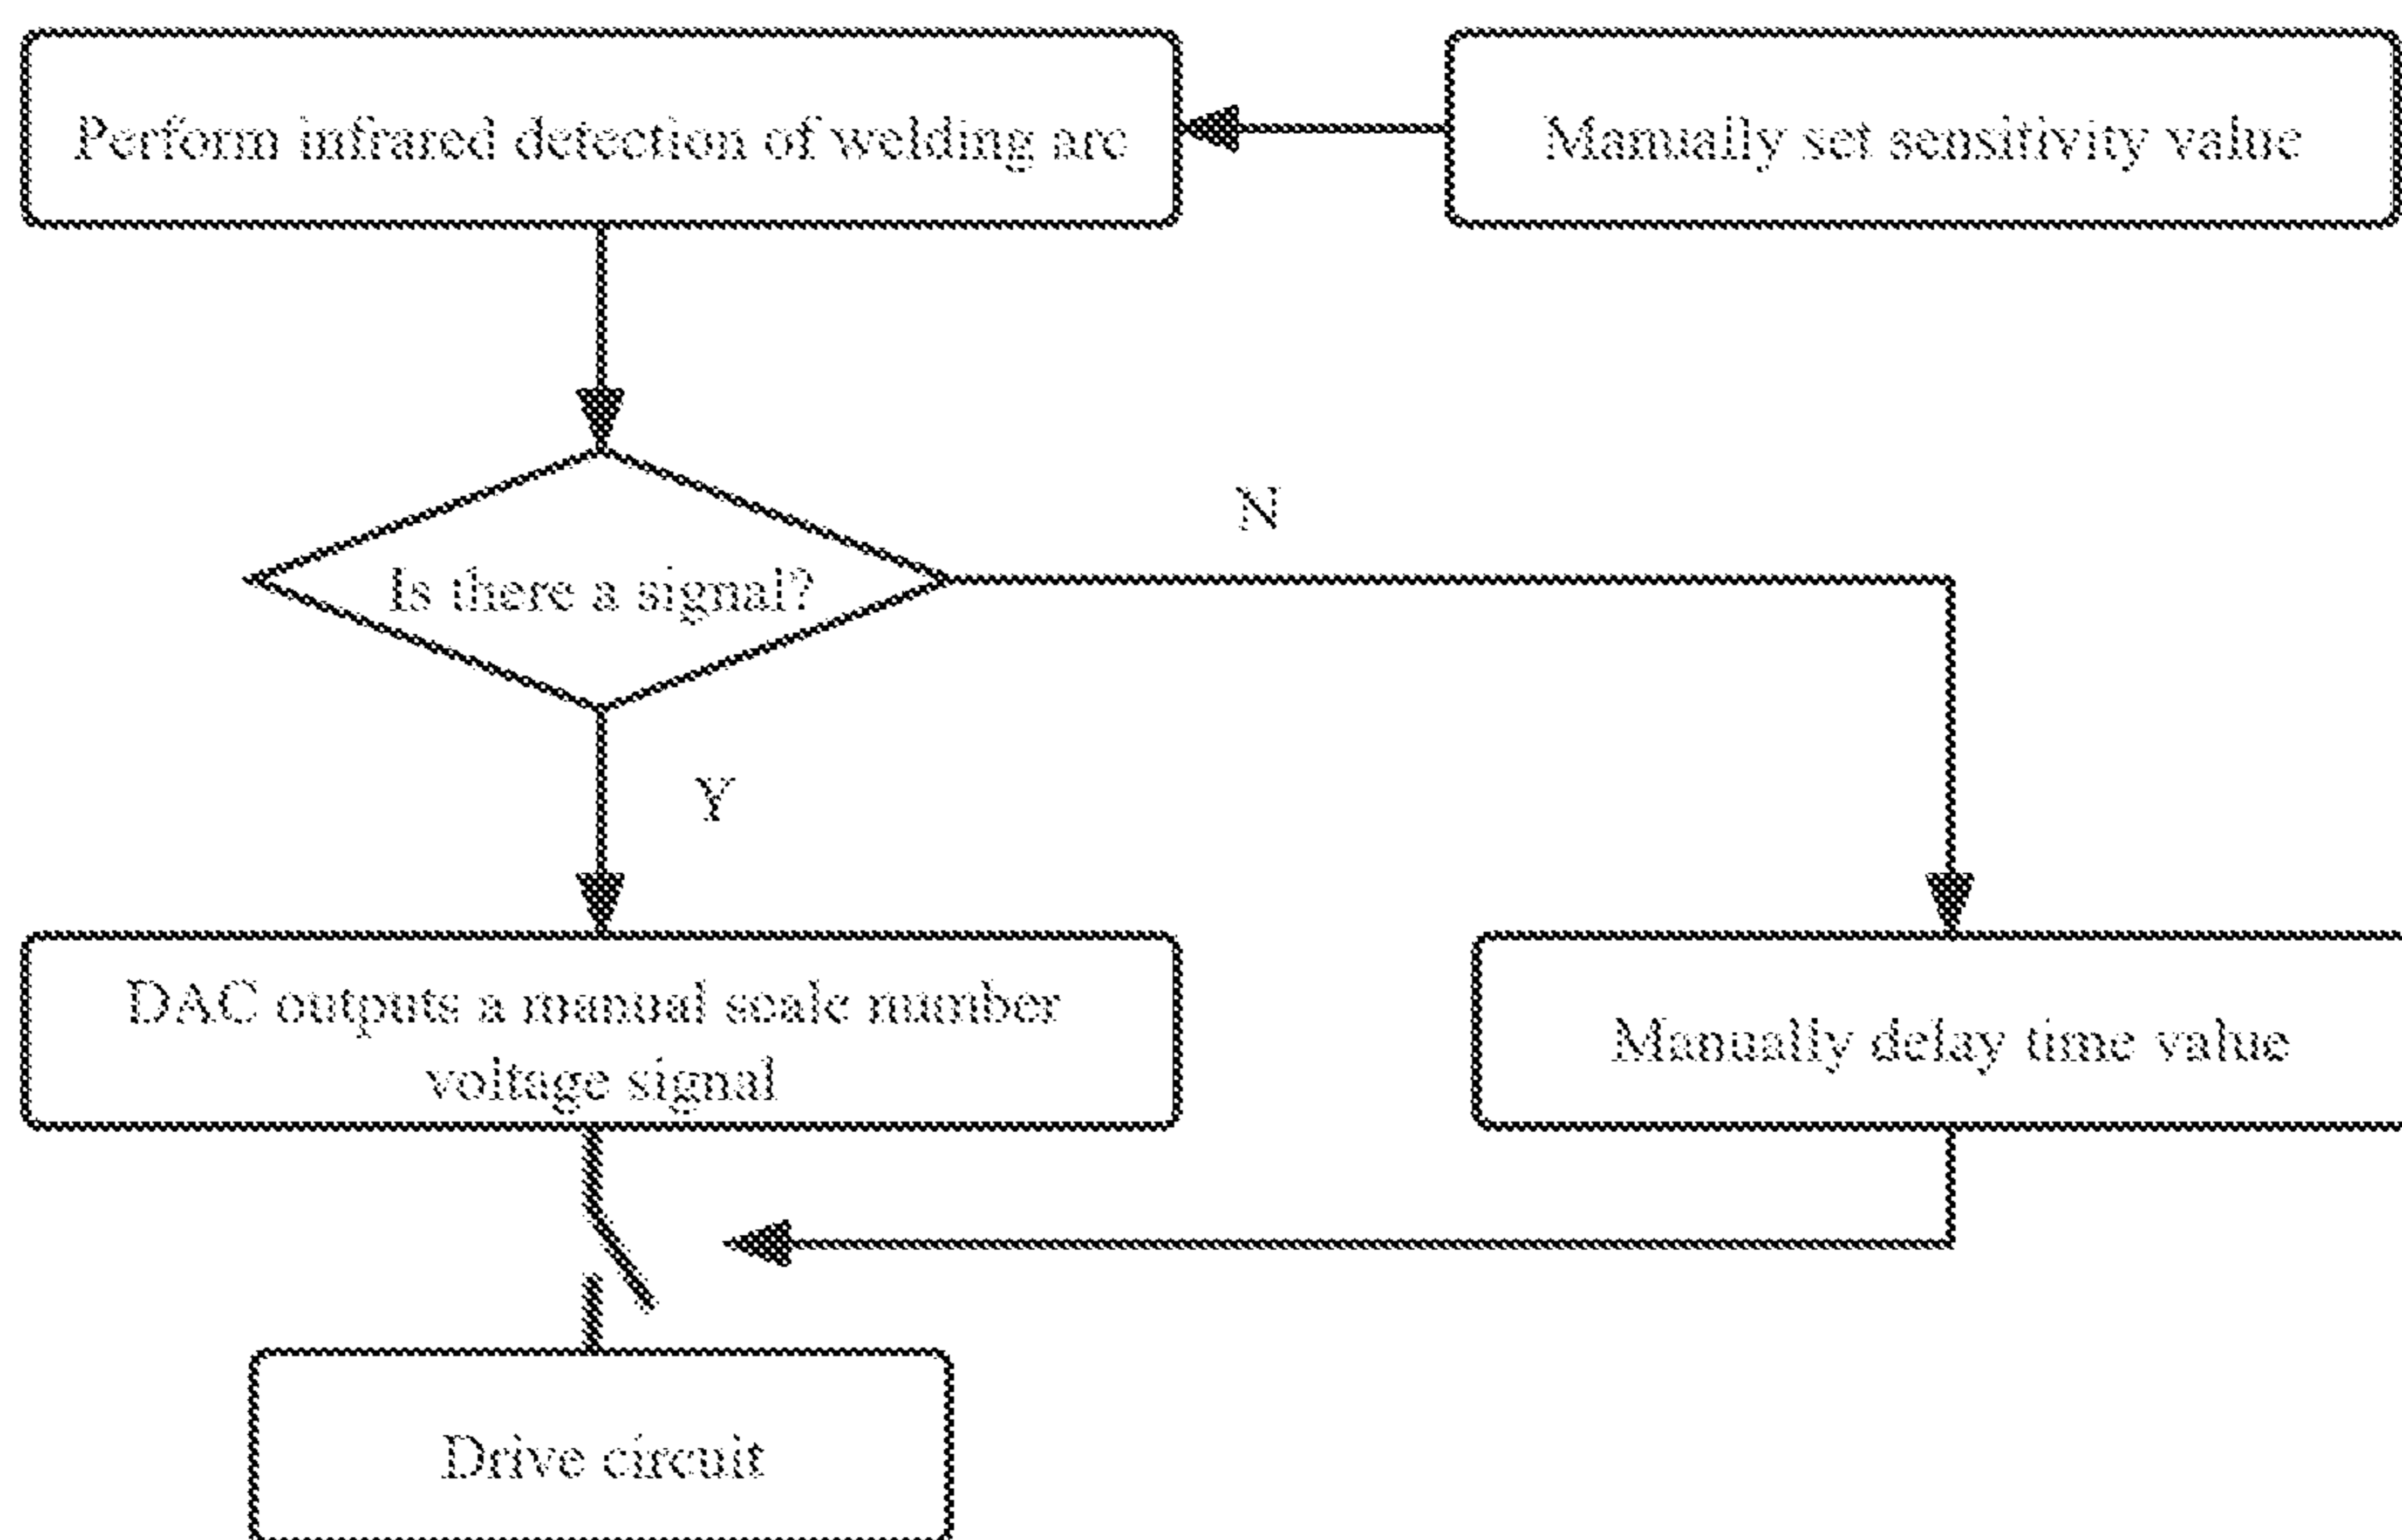 Perform infrared detection of welding arc
Manually set sensitivity value
Is there a signal?
N
Y
DAC outputs a manual scale number
voltage signal
Manually delay time value
Drive circuit